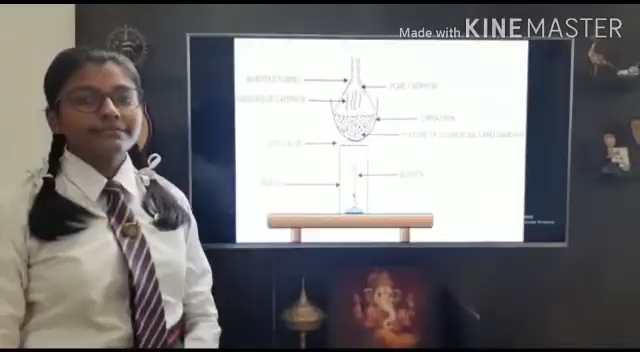 Made with KINEMASTER
INVERTED FUNNEL
PURE CAMPHOR
VAPOURS OF CAMPHOR
CHINA DISH
MIXTURE OF COMMON SALT AND CAMPHOR
BURNER